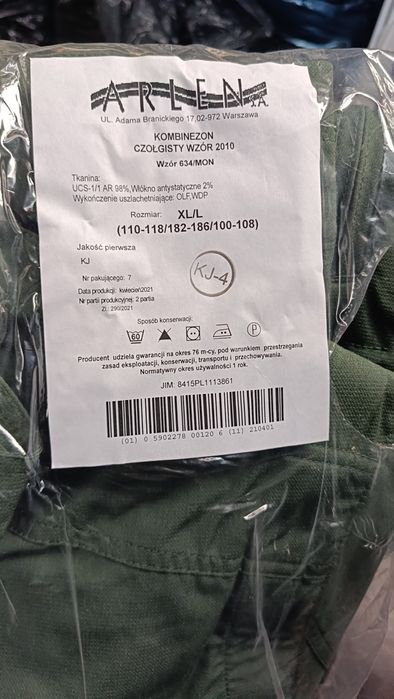 ARLEN S.A.
UL. Adama Branickiego 17,02-972 Warszawa
KOMBINEZON
CZOŁGISTY WZÓR 2010
Wzór 634/MON
Tkanina:
UCS-1/1 AR 98%,Włókno antystatyczne 2%
Wykończenie uszlachetniające: OLF,WDP
Rozmiar: XL/L
(110-118/182-186/100-108)
Jakość pierwsza
KJ
KJ-4
Nr pakującego: 7
Data produkcji: kwiecień2021
Nr partii produkcyjnej: 2 partia
Zl.: 290/2021
Sposób konserwacji:
60 P
Producent udziela gwarancji na okres 76 m-cy, pod warunkiem przestrzegania
zasad eksploatacji, konserwacji, transportu i przechowywania.
Normatywny okres używalności 1 rok.
JIM: 8415PL1113861
(01) 0 5902278 00120 6 (11) 210401